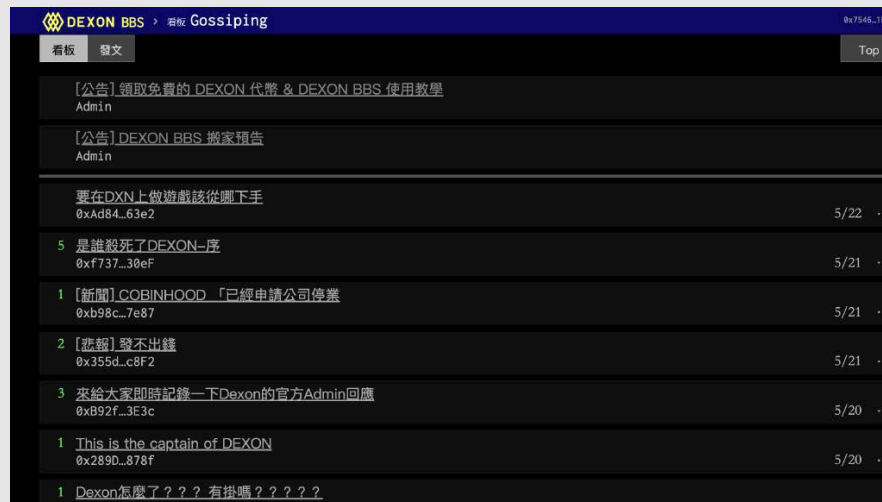 DEXON BBS > 看板 Gossiping
0x7546…1
看板 發文 Top
[公告] 領取免費的 DEXON 代幣 & DEXON BBS 使用教學
Admin
[公告] DEXON BBS 搬家預告
Admin
要在DXN上做遊戲該從哪下手
0xAd84…63e2 5/22
5 是誰殺死了DEXON-序
0xf737…30eF 5/21
1 [新聞] COBINHOOD 「已經申請公司停業
0xb98c…7e87 5/21
2 [悲報] 發不出錢
0x355d…c8F2 5/21
3 來給大家即時記錄一下Dexon的官方Admin回應
0xB92f…3E3c 5/20
1 This is the captain of DEXON
0x289D…878f 5/20
1 Dexon怎麼了？？？ 有掛嗎？？？？？